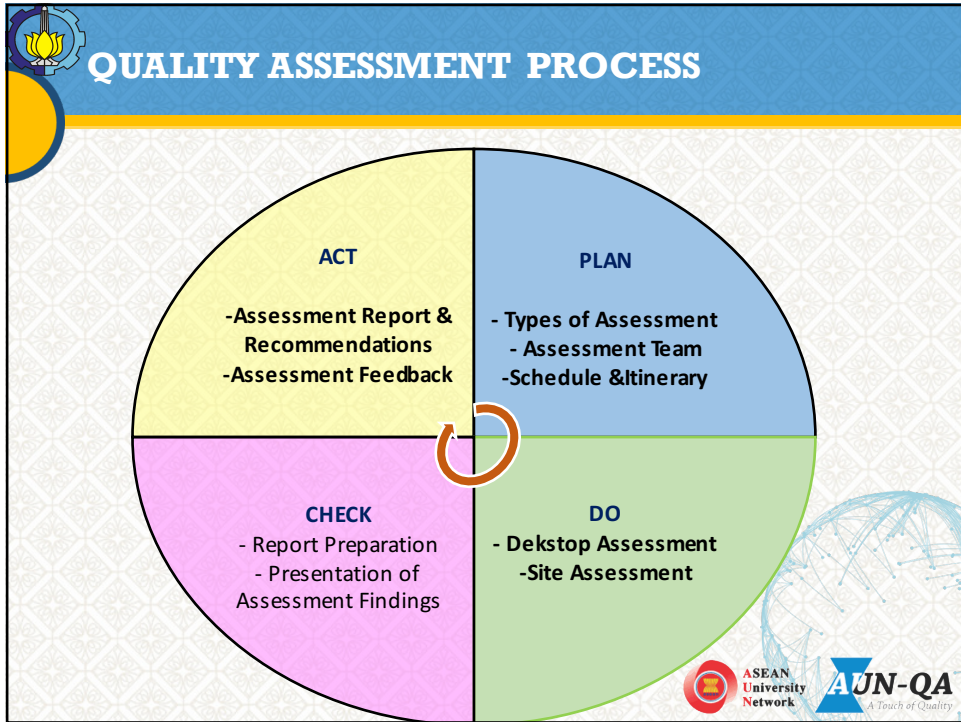 QUALITY ASSESSMENT PROCESS
ACT
-Assessment Report &
Recommendations
-Assessment Feedback
PLAN
- Types of Assessment
- Assessment Team
-Schedule &Itinerary
CHECK
- Report Preparation
- Presentation of
Assessment Findings
DO
- Dekstop Assessment
-Site Assessment
ASEAN
University
Network
AUN-QA
A Touch of Quality